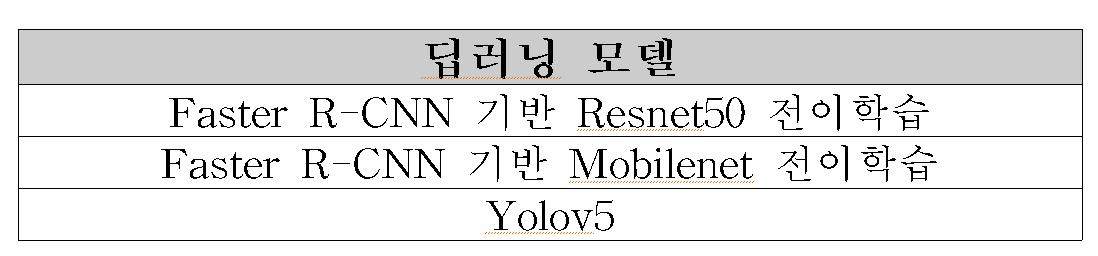 딥러닝 모델
Faster R-CNN 기반 Resnet50 전이학습
Faster R-CNN 기반 Mobilenet 전이학습
Yolov5